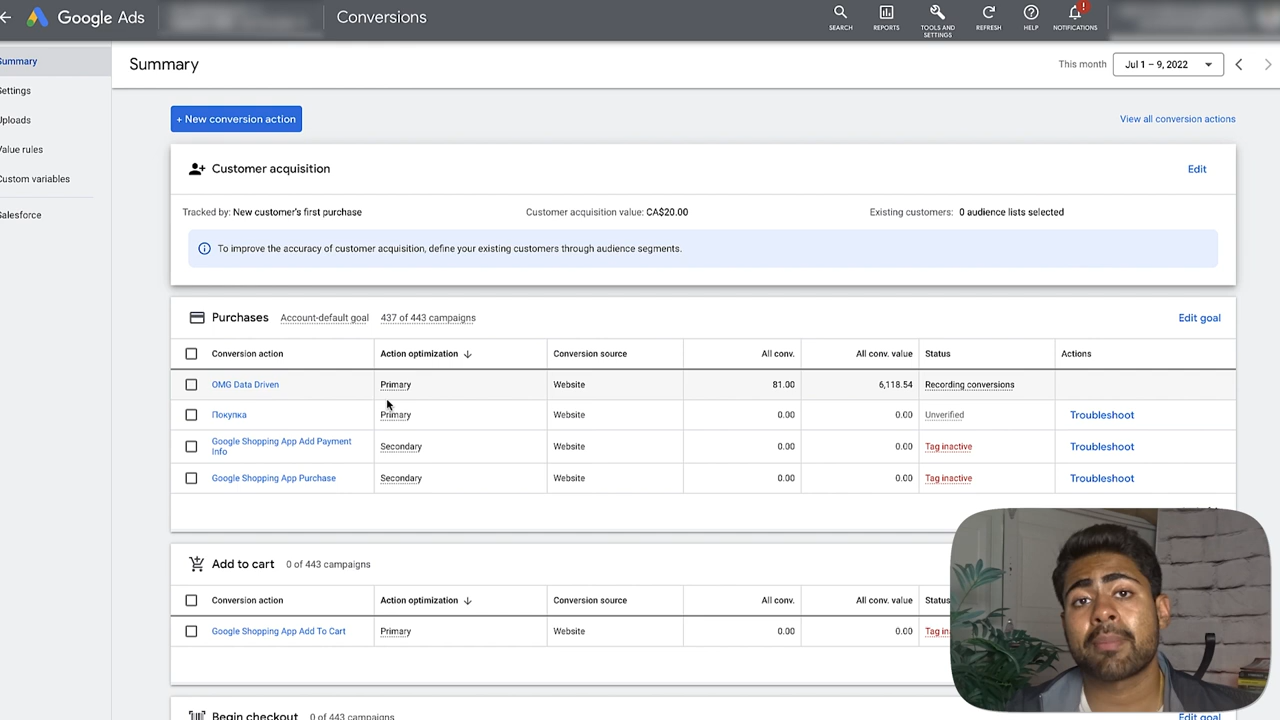 Google Ads
Conversions
SEARCH
REPORTS
TOOLS AND
SETTINGS
REFRESH
HELP
!
NOTIFICATIONS
Summary
Settings
Uploads
Value rules
Custom variables
Salesforce
Summary
This month
Jul 1 – 9, 2022
+ New conversion action
View all conversion actions
Customer acquisition
Edit
Tracked by: New customer's first purchase
Customer acquisition value: CA$20.00
Existing customers: 0 audience lists selected
To improve the accuracy of customer acquisition, define your existing customers through audience segments.
Purchases Account-default goal 437 of 443 campaigns Edit goal
Conversion action Action optimization Conversion source All conv. All conv. value Status Actions
OMG Data Driven Primary Website 81.00 6,118.54 Recording conversions
Покупка Primary Website 0.00 0.00 Unverified Troubleshoot
Google Shopping App Add Payment
Info Secondary Website 0.00 0.00 Tag inactive Troubleshoot
Google Shopping App Purchase Secondary Website 0.00 0.00 Tag inactive Troubleshoot
Add to cart 0 of 443 campaigns
Conversion action Action optimization Conversion source All conv. All conv. value
Google Shopping App Add To Cart Primary Website 0.00 0.00 Tag
Begin checkout 0 of 443 campaigns
Edit goal